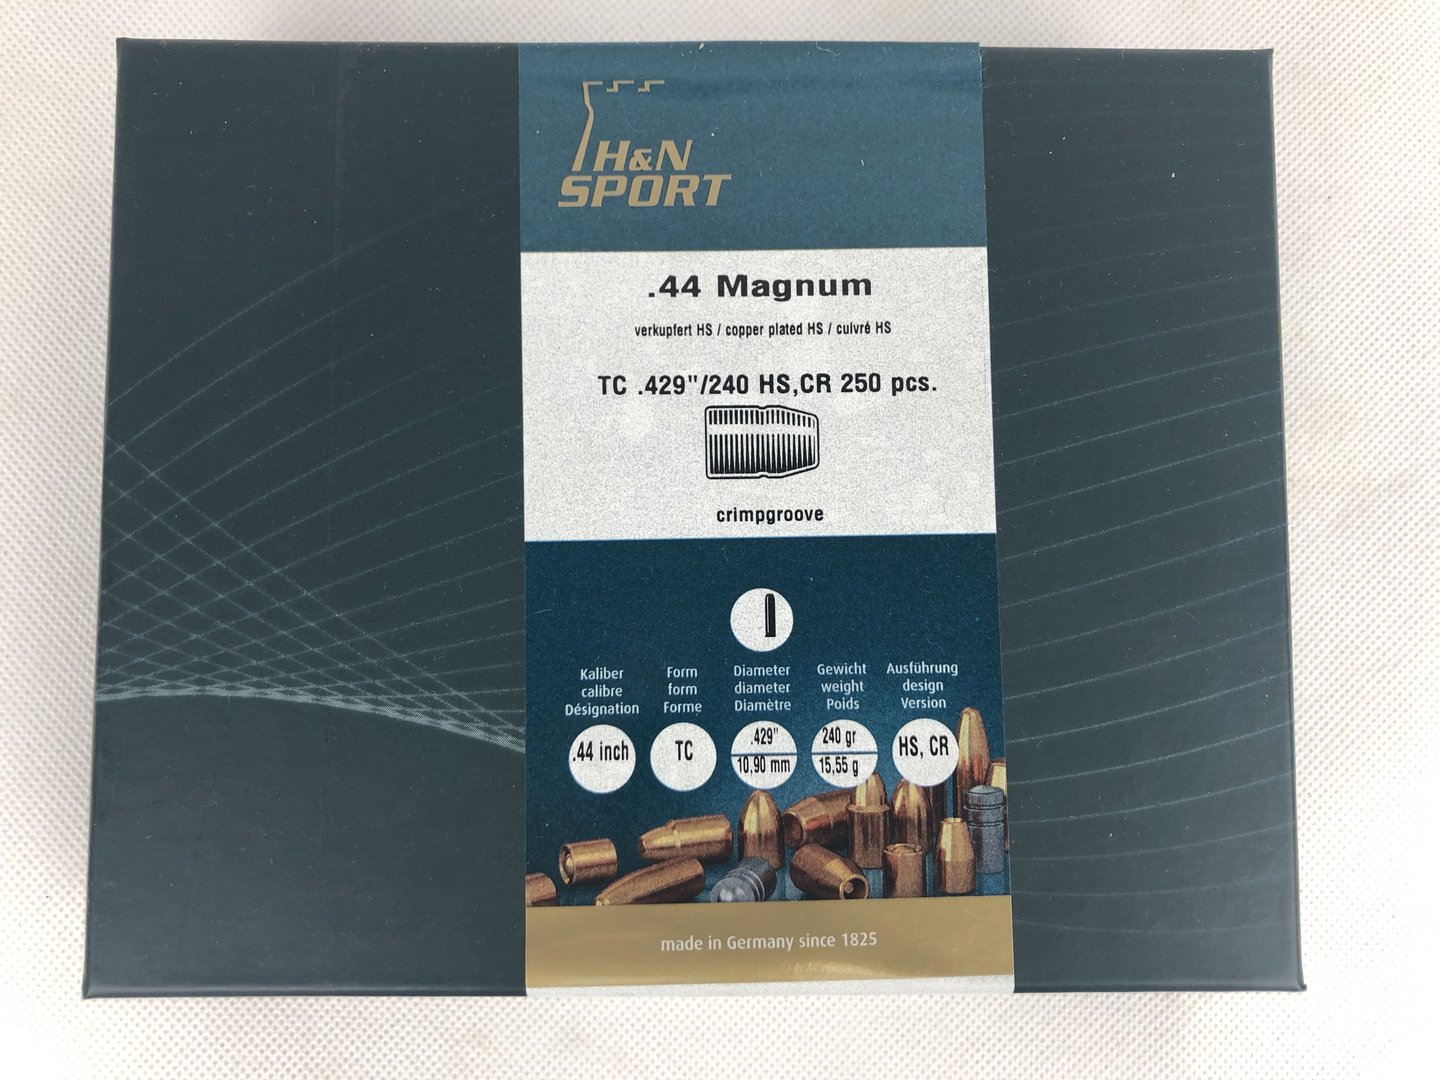 H&N
SPORT
.44 Magnum
verkupfert HS / copper plated HS / cuivré HS
TC .429"/240 HS,CR 250 pcs.
crimpgroove
Kaliber
calibre
Désignation
.44 inch
Form
form
Forme
TC
Diameter
diameter
Diamètre
.429"
10,90 mm
Gewicht
weight
Poids
240 gr
15,55 g
Ausführung
design
Version
HS, CR
made in Germany since 1825